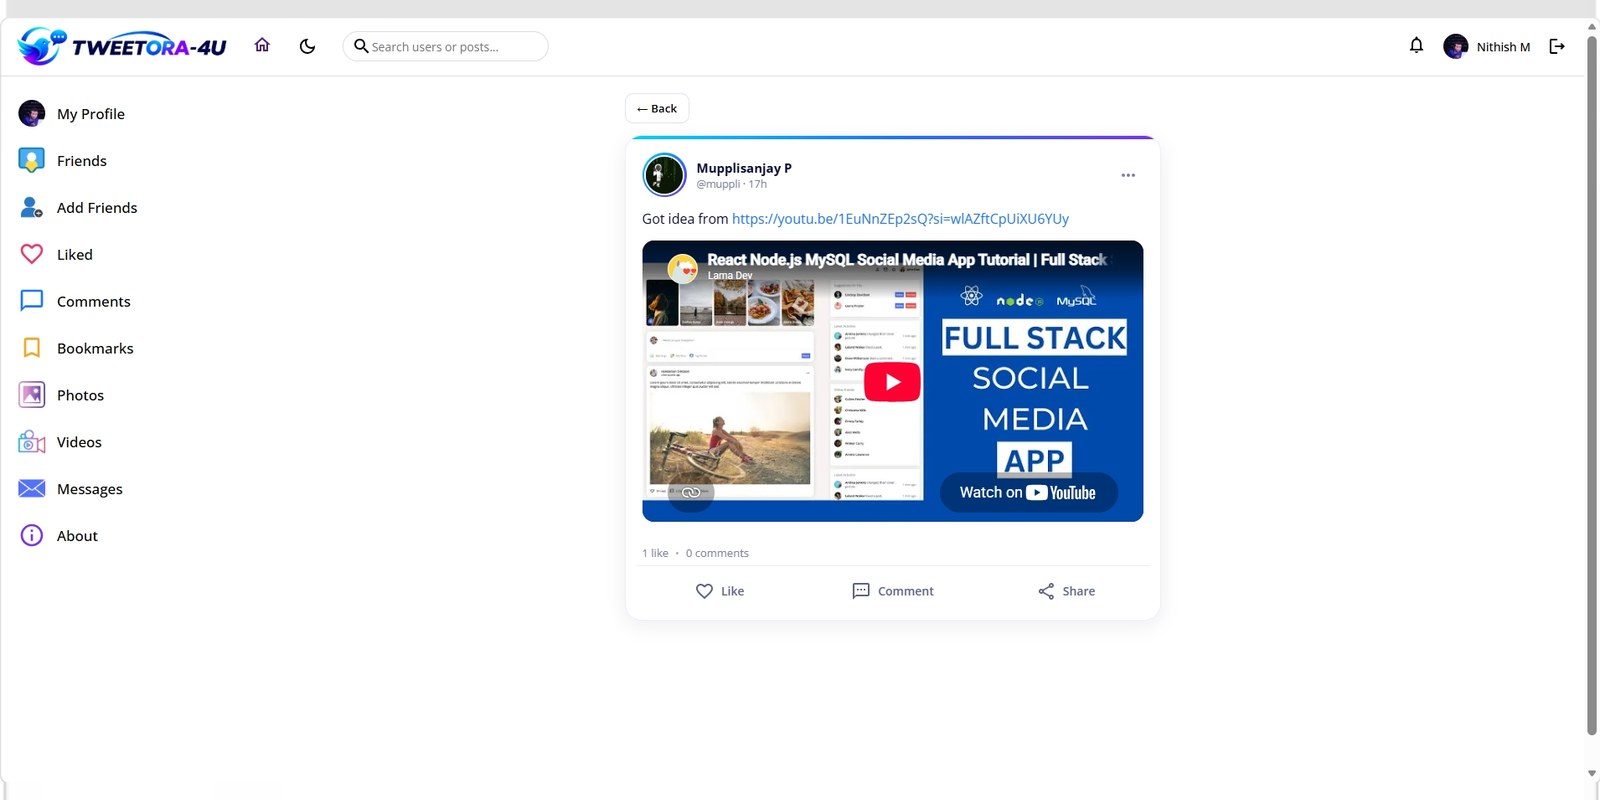 TWEETORA-4U
Search users or posts...
Nithish M
My Profile
Friends
Add Friends
Liked
Comments
Bookmarks
Photos
Videos
Messages
About
← Back
Mupplisanjay P
@muppli · 17h
Got idea from https://youtu.be/1EuNnZEp2sQ?si=wlAZftCpUiXU6YUy
React Node.js MySQL Social Media App Tutorial | Full Stack
Lama Dev
node
MySQL
FULL STACK
SOCIAL
MEDIA
APP
Watch on YouTube
1 like • 0 comments
Like
Comment
Share